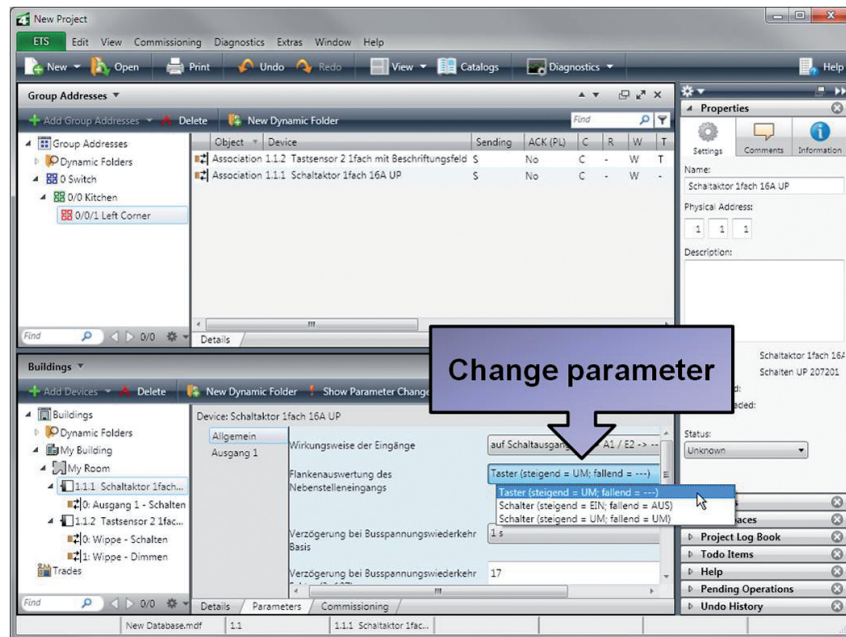 New Project
ETS Edit View Commissioning Diagnostics Extras Window Help
New Open Print Undo Redo View Catalogs Diagnostics Help
Group Addresses
Add Group Addresses Delete New Dynamic Folder Find
Group Addresses
Dynamic Folders
0 Switch
0/0 Kitchen
0/0/1 Left Corner
Object Device Sending ACK (PL) C R W T
Association 1.1.2 Tastsensor 2 1fach mit Beschriftungsfeld S No C - W T
Association 1.1.1 Schaltaktor 1fach 16A UP S No C - W -
Find 0/0 Details
Properties
Settings Comments Information
Name:
Schaltaktor 1fach 16A UP
Physical Address:
1 1 1
Description:
Schaltaktor 1fach 16A
Schalten UP 207201
Status:
Unknown
Project Log Book
Todo Items
Help
Pending Operations
Undo History
Change parameter
Buildings
Add Devices Delete New Dynamic Folder Show Parameter Change
Buildings
Dynamic Folders
My Building
My Room
1.1.1 Schaltaktor 1fach...
0: Ausgang 1 - Schalten
1.1.2 Tastsensor 2 1fac...
0: Wippe - Schalten
1: Wippe - Dimmen
Trades
Find 0/0
Device: Schaltaktor 1fach 16A UP
Allgemein
Ausgang 1
Wirkungsweise der Eingänge
auf Schaltausgang A1 / E2 -> --
Flankenauswertung des
Nebenstelleneingangs
Taster (steigend = UM; fallend = ---)
Taster (steigend = UM; fallend = ---)
Schalter (steigend = EIN; fallend = AUS)
Schalter (steigend = UM; fallend = UM)
Verzögerung bei Busspannungswiederkehr
Basis
1 s
Verzögerung bei Busspannungswiederkehr
17
Details Parameters Commissioning
New Database.mdf 1.1 1.1.1 Schaltaktor 1fac...